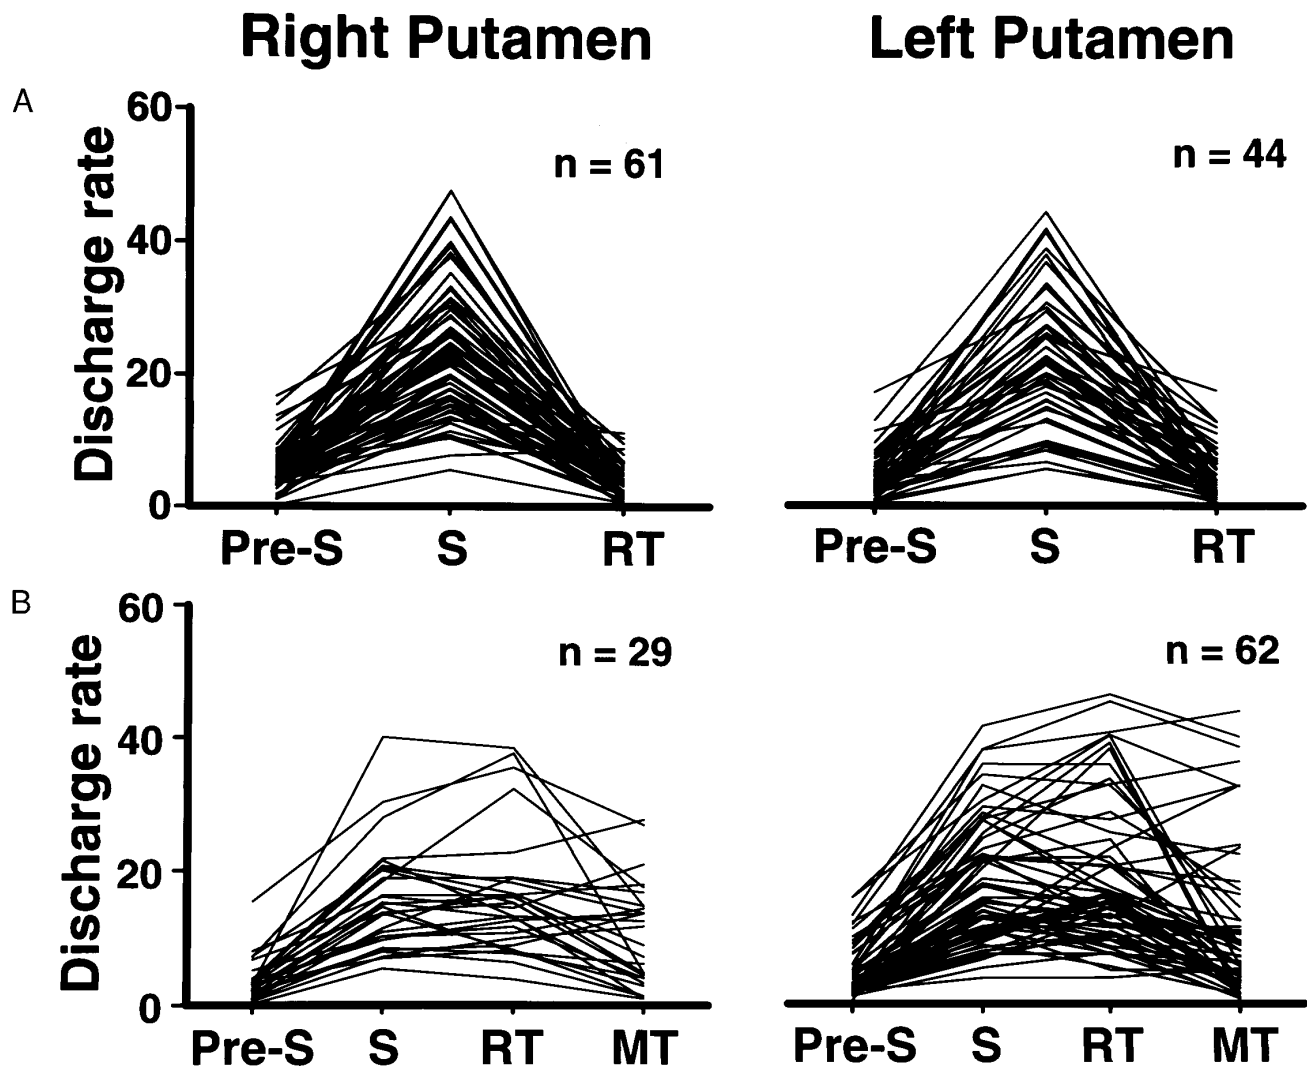 Right Putamen
Left Putamen
A
60
40
20
0
Discharge rate
n = 61
n = 44
Pre-S S RT
Pre-S S RT
B
60
40
20
0
Discharge rate
n = 29
n = 62
Pre-S S RT MT
Pre-S S RT MT